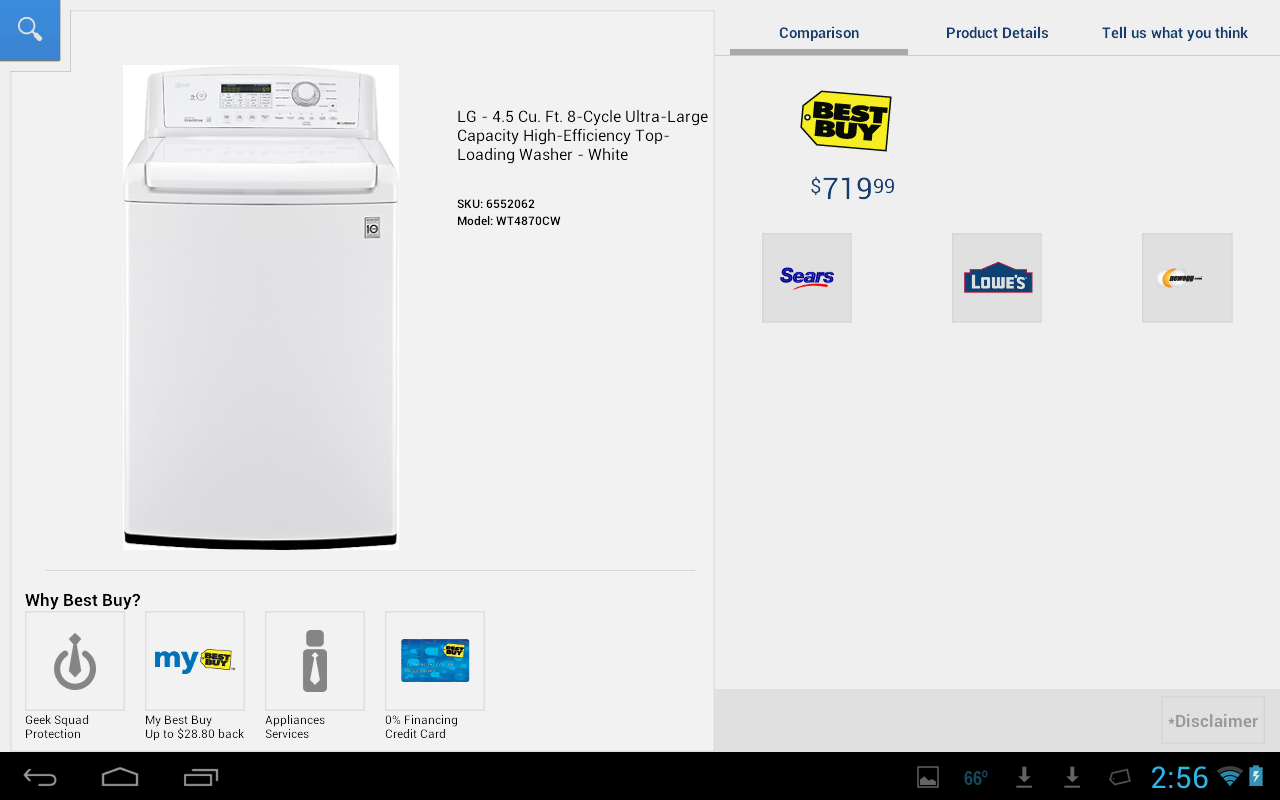 Comparison
Product Details
Tell us what you think
LG - 4.5 Cu. Ft. 8-Cycle Ultra-Large
Capacity High-Efficiency Top-
Loading Washer - White
SKU: 6552062
Model: WT4870CW
BEST
BUY
$719 99
Sears
LOWE'S
newegg.com
Why Best Buy?
my BEST BUY
BEST BUY
Geek Squad
Protection
My Best Buy
Up to $28.80 back
Appliances
Services
0% Financing
Credit Card
*Disclaimer
66°
2:56